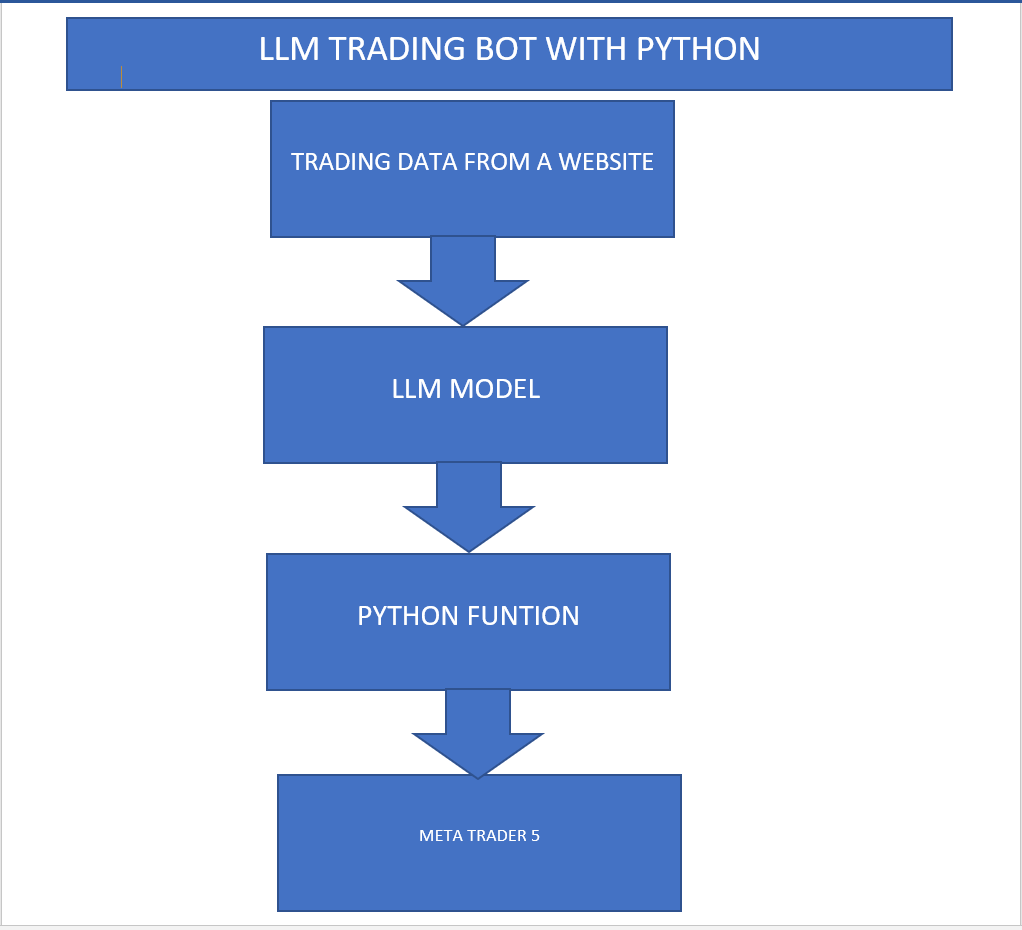 LLM TRADING BOT WITH PYTHON
TRADING DATA FROM A WEBSITE
LLM MODEL
PYTHON FUNTION
META TRADER 5